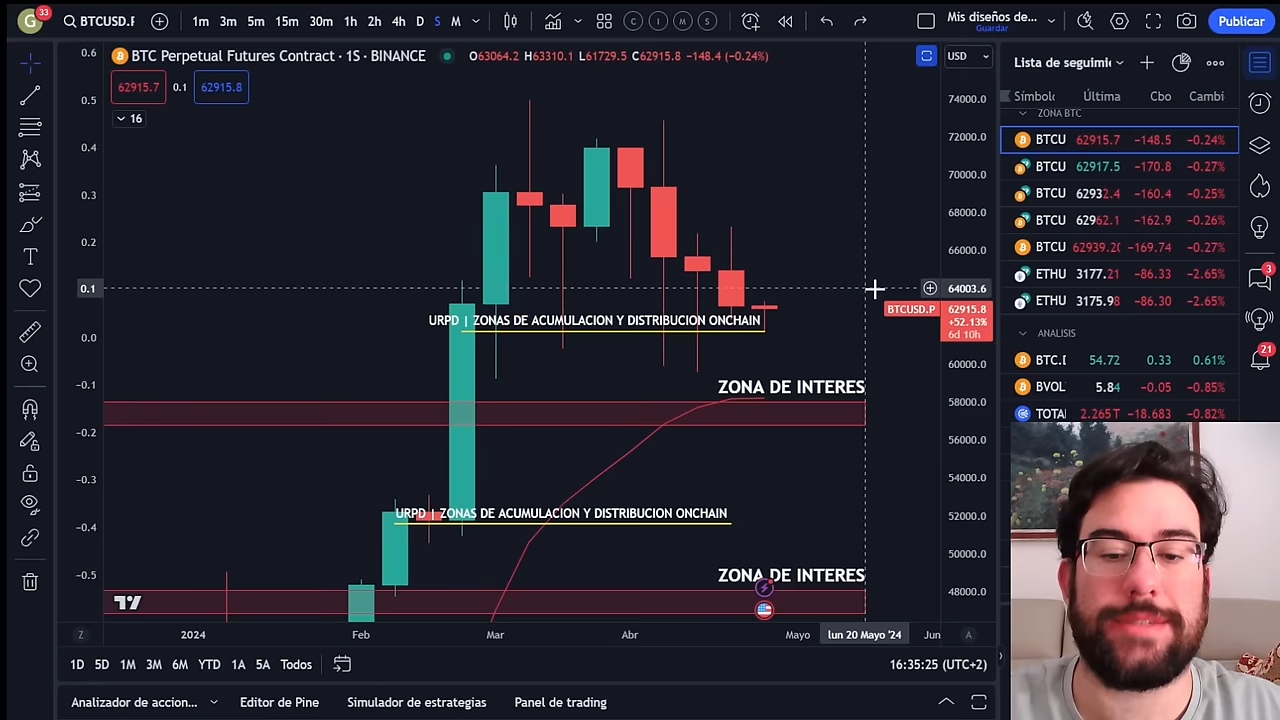 G
33
BTCUSD.F
1m 3m 5m 15m 30m 1h 2h 4h D S M
C I M S
Mis diseños de...
Guardar
Publicar
BTC Perpetual Futures Contract · 1S · BINANCE
O63064.2 H63310.1 L61729.5 C62915.8 −148.4 (−0.24%)
USD
62915.7 0.1 62915.8
16
0.6
0.5
0.4
0.3
0.2
0.1
0.0
−0.1
−0.2
−0.3
−0.4
−0.5
URPD | ZONAS DE ACUMULACION Y DISTRIBUCION ONCHAIN
ZONA DE INTERES
URPD | ZONAS DE ACUMULACION Y DISTRIBUCION ONCHAIN
ZONA DE INTERES
74000.0
72000.0
70000.0
68000.0
66000.0
64003.6
BTCUSD.P 62915.8
+52.13%
6d 10h
60000.0
58000.0
56000.0
54000.0
52000.0
50000.0
48000.0
Z 2024 Feb Mar Abr Mayo lun 20 Mayo '24 Jun A
1D 5D 1M 3M 6M YTD 1A 5A Todos
16:35:25 (UTC+2)
Analizador de accion... Editor de Pine Simulador de estrategias Panel de trading
Lista de seguimie
Símbolo Última Cbo Cambi
ZONA BTC
BTCU 62915.7 −148.5 −0.24%
BTCU 62917.5 −170.8 −0.27%
BTCU 62932.4 −160.4 −0.25%
BTCU 62962.1 −162.9 −0.26%
BTCU 62939.20 −169.74 −0.27%
ETHU 3177.21 −86.33 −2.65%
ETHU 3175.98 −86.30 −2.65%
ANALISIS
BTC.D 54.72 0.33 0.61%
BVOL 5.84 −0.05 −0.85%
TOTA 2.265T −18.683 −0.82%
3
21